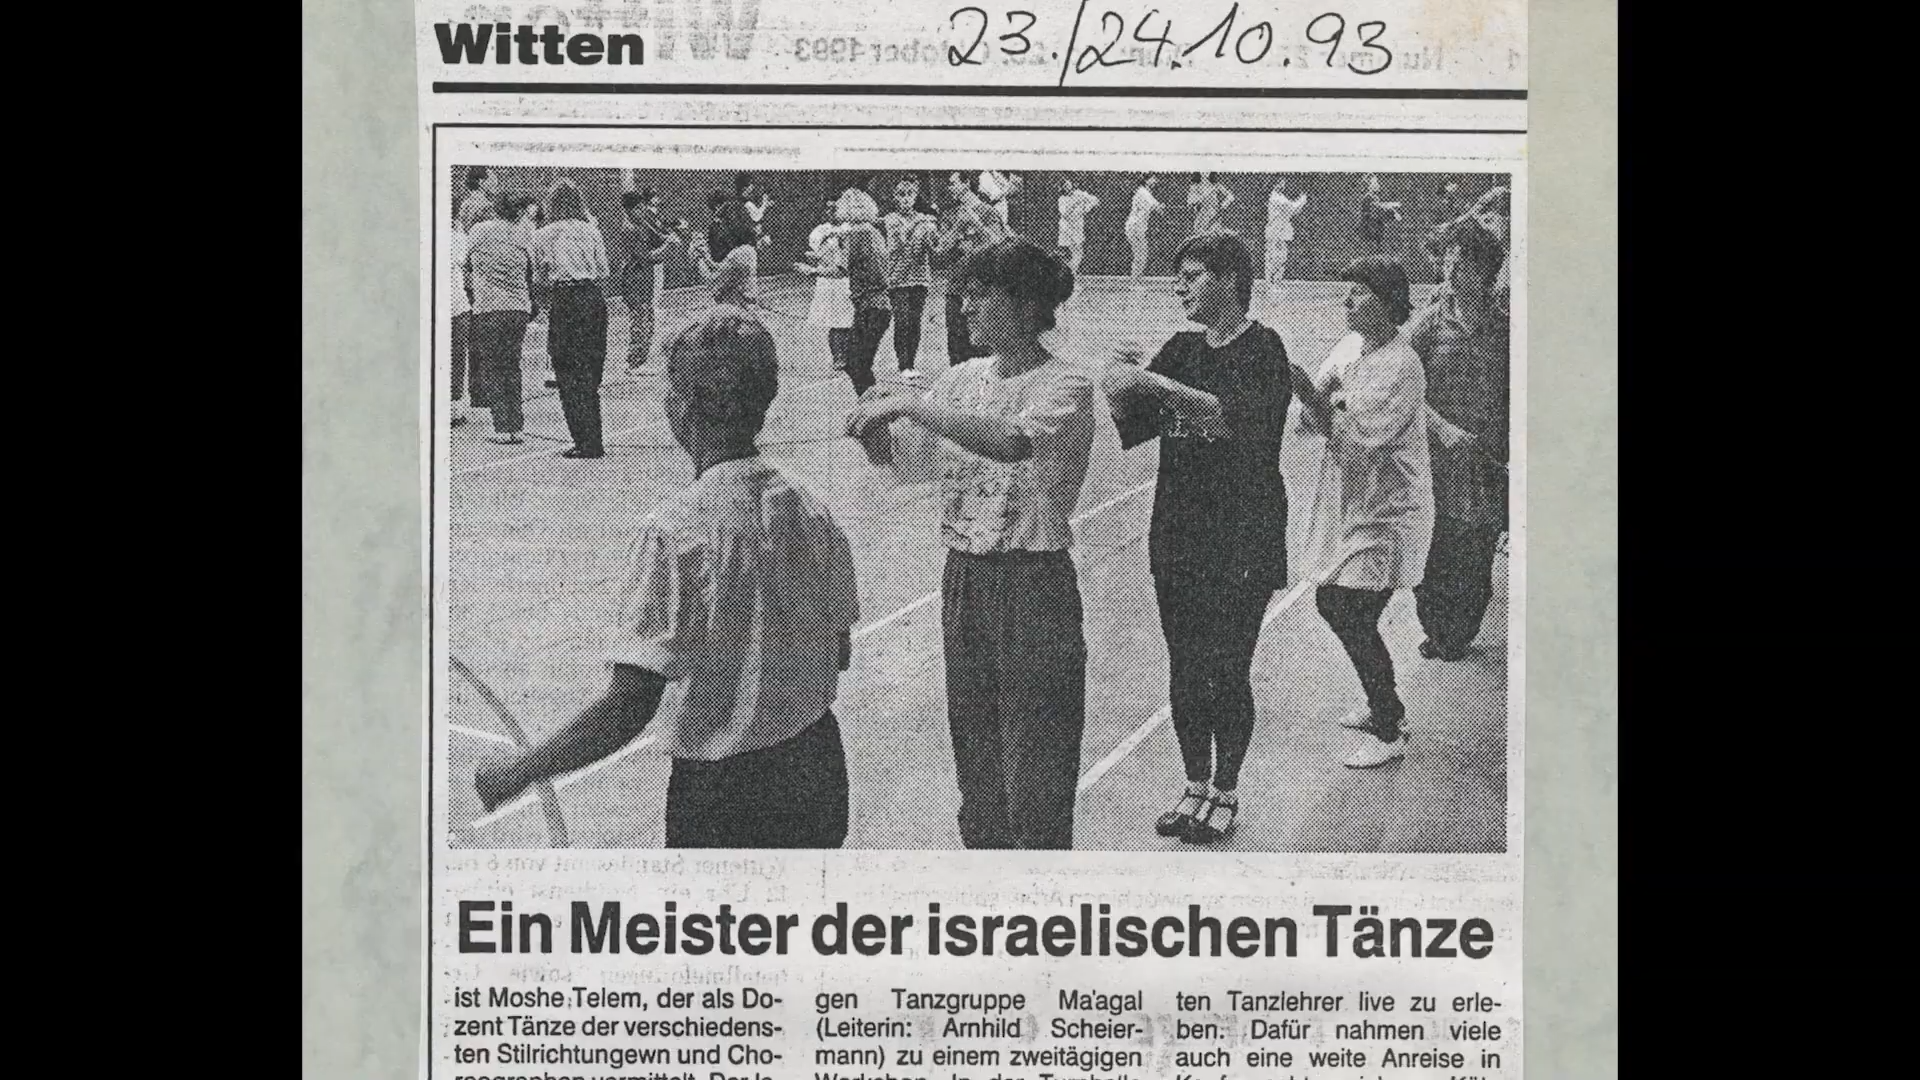 Witten
23./24.10.93
Ein Meister der israelischen Tänze
ist Moshe Telem, der als Do-
zent Tänze der verschiedens-
ten Stilrichtungewn und Cho-
gen Tanzgruppe Ma'agal
(Leiterin: Arnhild Scheier-
mann) zu einem zweitägigen
ten Tanzlehrer live zu erle-
ben. Dafür nahmen viele
auch eine weite Anreise in